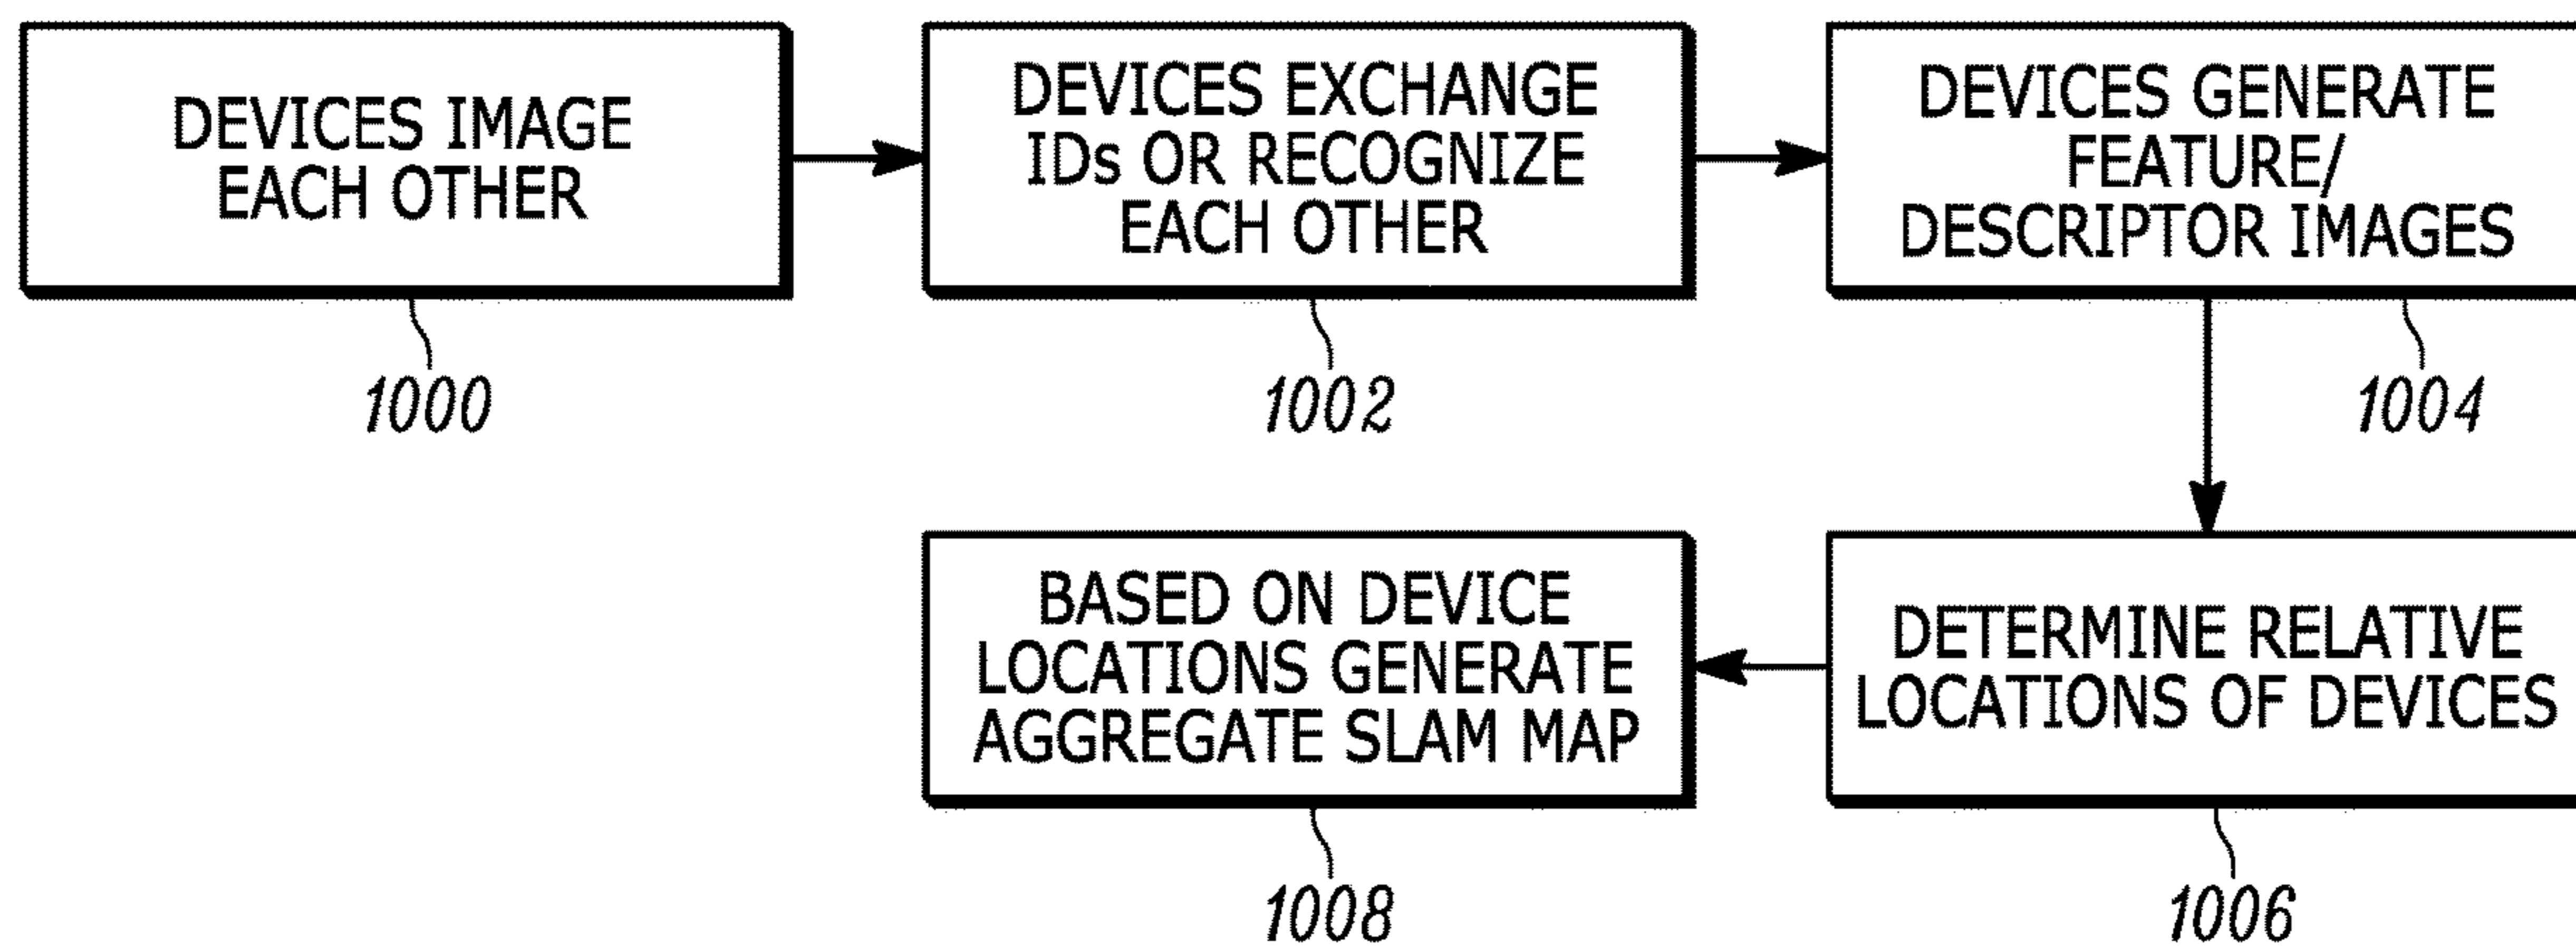 DEVICES IMAGE
EACH OTHER
1000
DEVICES EXCHANGE
IDs OR RECOGNIZE
EACH OTHER
1002
DEVICES GENERATE
FEATURE/
DESCRIPTOR IMAGES
1004
DETERMINE RELATIVE
LOCATIONS OF DEVICES
1006
BASED ON DEVICE
LOCATIONS GENERATE
AGGREGATE SLAM MAP
1008